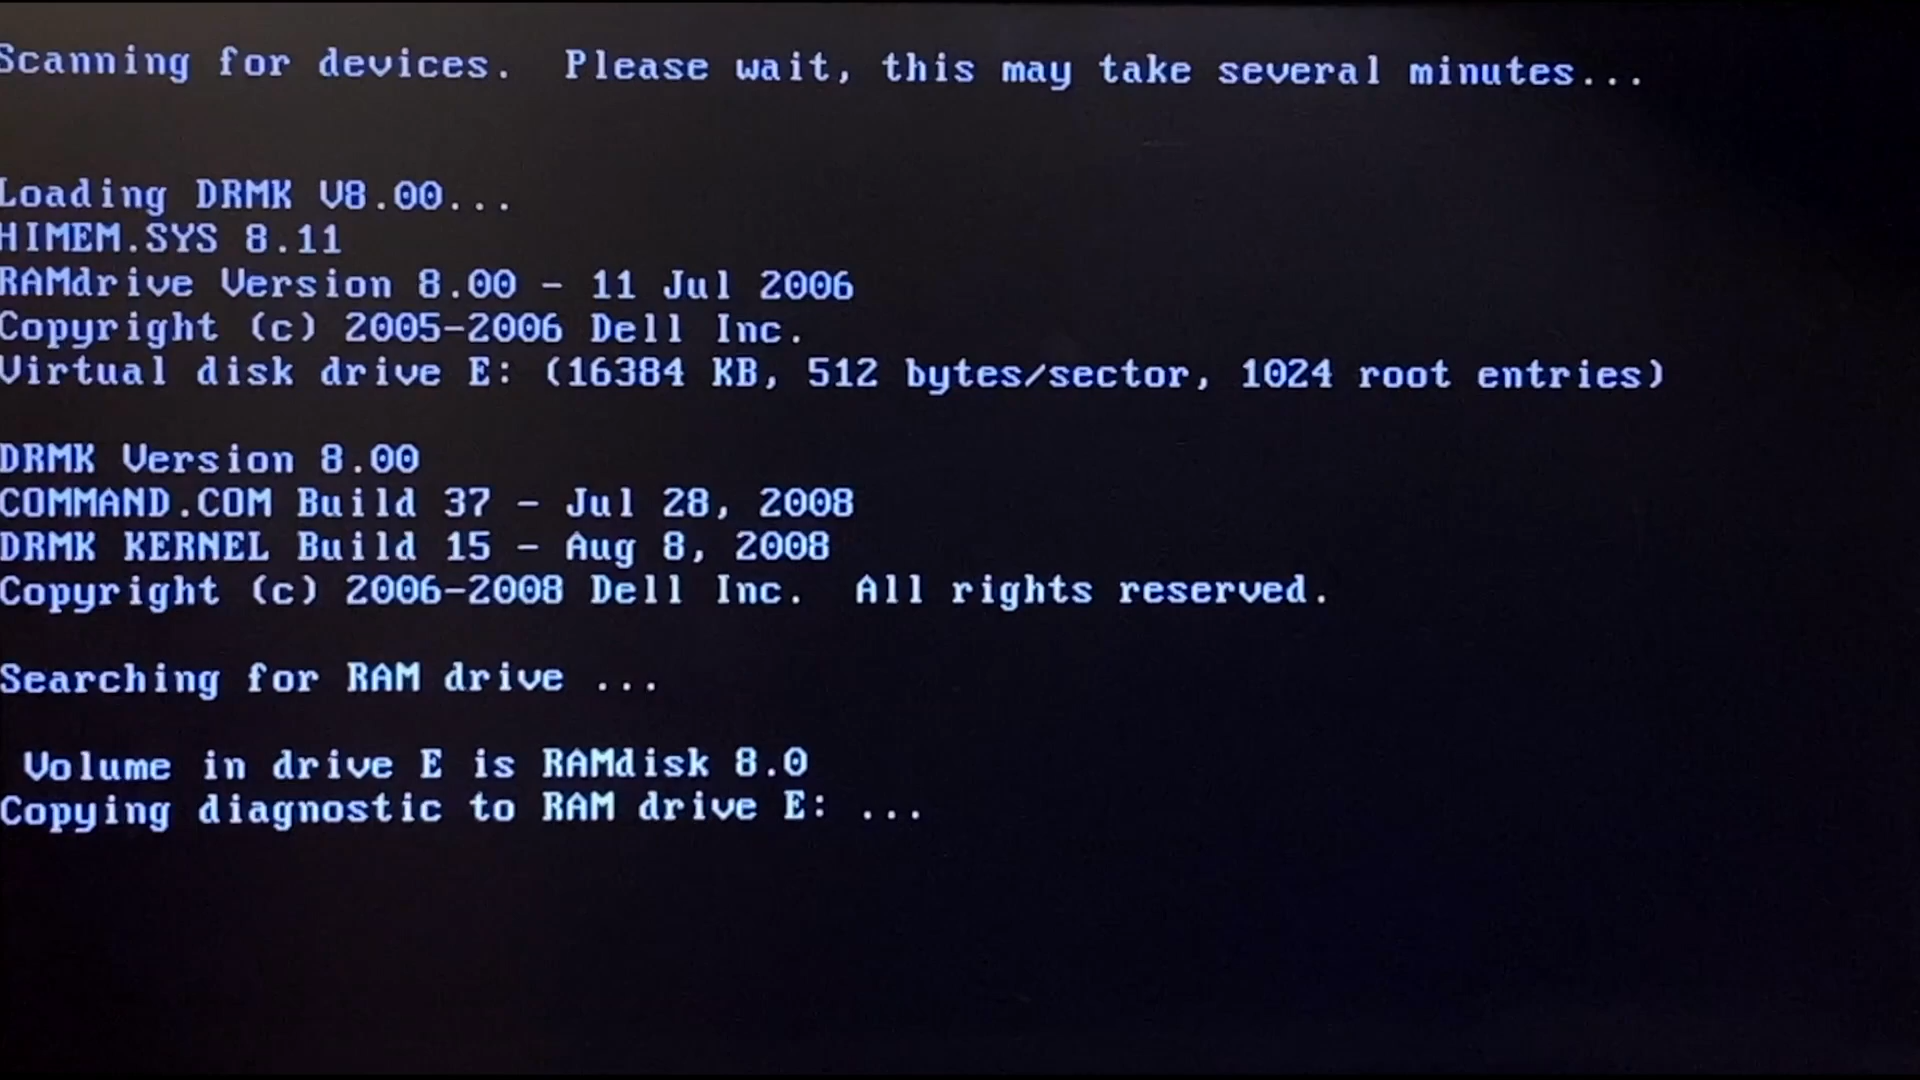 Scanning for devices.  Please wait, this may take several minutes...
Loading DRMK V8.00...
HIMEM.SYS 8.11
RAMdrive Version 8.00 - 11 Jul 2006
Copyright (c) 2005-2006 Dell Inc.
Virtual disk drive E: (16384 KB, 512 bytes/sector, 1024 root entries)
DRMK Version 8.00
COMMAND.COM Build 37 - Jul 28, 2008
DRMK KERNEL Build 15 - Aug 8, 2008
Copyright (c) 2006-2008 Dell Inc.  All rights reserved.
Searching for RAM drive ...
Volume in drive E is RAMdisk 8.0
Copying diagnostic to RAM drive E: ...